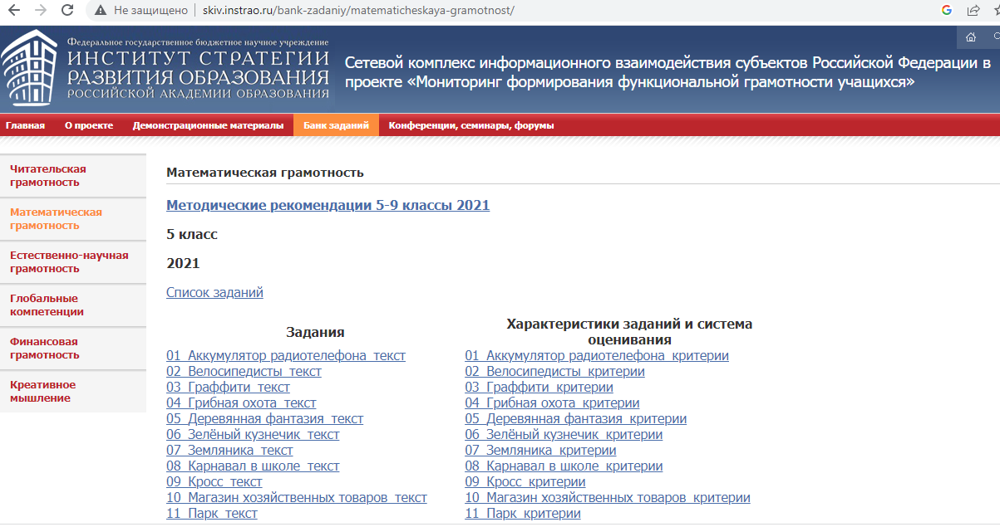 Не защищено
skiv.instrao.ru/bank-zadaniy/matematicheskaya-gramotnost/
Федеральное государственное бюджетное научное учреждение
ИНСТИТУТ СТРАТЕГИИ
РАЗВИТИЯ ОБРАЗОВАНИЯ
РОССИЙСКОЙ АКАДЕМИИ ОБРАЗОВАНИЯ
Сетевой комплекс информационного взаимодействия субъектов Российской Федерации в
проекте «Мониторинг формирования функциональной грамотности учащихся»
Главная О проекте Демонстрационные материалы Банк заданий Конференции, семинары, форумы
Читательская
грамотность
Математическая
грамотность
Естественно-научная
грамотность
Глобальные
компетенции
Финансовая
грамотность
Креативное
мышление
Математическая грамотность
Методические рекомендации 5-9 классы 2021
5 класс
2021
Список заданий
Задания
Характеристики заданий и система
оценивания
01_Аккумулятор радиотелефона_текст 01_Аккумулятор радиотелефона_критерии
02_Велосипедисты_текст 02_Велосипедисты_критерии
03_Граффити_текст 03_Граффити_критерии
04_Грибная охота_текст 04_Грибная охота_критерии
05_Деревянная фантазия_текст 05_Деревянная фантазия_критерии
06_Зелёный кузнечик_текст 06_Зелёный кузнечик_критерии
07_Земляника_текст 07_Земляника_критерии
08_Карнавал в школе_текст 08_Карнавал в школе_критерии
09_Кросс_текст 09_Кросс_критерии
10_Магазин хозяйственных товаров_текст 10_Магазин хозяйственных товаров_критерии
11_Парк_текст 11_Парк_критерии